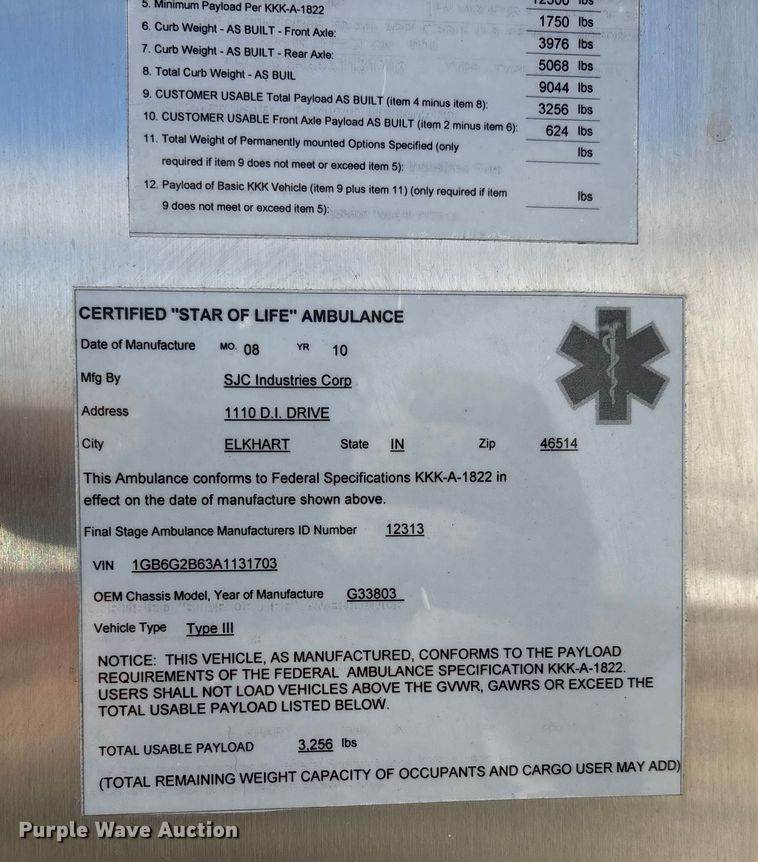 5. Minimum Payload Per KKK-A-1822
12300 lbs
1750 lbs
6. Curb Weight - AS BUILT - Front Axle:
3976 lbs
7. Curb Weight - AS BUILT - Rear Axle:
5068 lbs
8. Total Curb Weight - AS BUIL
9044 lbs
9. CUSTOMER USABLE Total Payload AS BUILT (item 4 minus item 8):
3256 lbs
10. CUSTOMER USABLE Front Axle Payload AS BUILT (item 2 minus item 6):
624 lbs
11. Total Weight of Permanently mounted Options Specified (only
lbs
required if item 9 does not meet or exceed item 5):
12. Payload of Basic KKK Vehicle (item 9 plus item 11) (only required if item
lbs
9 does not meet or exceed item 5):
CERTIFIED "STAR OF LIFE" AMBULANCE
Date of Manufacture MO. 08 YR 10
Mfg By SJC Industries Corp
Address 1110 D.I. DRIVE
City ELKHART State IN Zip 46514
This Ambulance conforms to Federal Specifications KKK-A-1822 in
effect on the date of manufacture shown above.
Final Stage Ambulance Manufacturers ID Number 12313
VIN 1GB6G2B63A1131703
OEM Chassis Model, Year of Manufacture G33803
Vehicle Type Type III
NOTICE: THIS VEHICLE, AS MANUFACTURED, CONFORMS TO THE PAYLOAD
REQUIREMENTS OF THE FEDERAL AMBULANCE SPECIFICATION KKK-A-1822.
USERS SHALL NOT LOAD VEHICLES ABOVE THE GVWR, GAWRS OR EXCEED THE
TOTAL USABLE PAYLOAD LISTED BELOW.
TOTAL USABLE PAYLOAD 3,256 lbs
(TOTAL REMAINING WEIGHT CAPACITY OF OCCUPANTS AND CARGO USER MAY ADD)
Purple Wave Auction